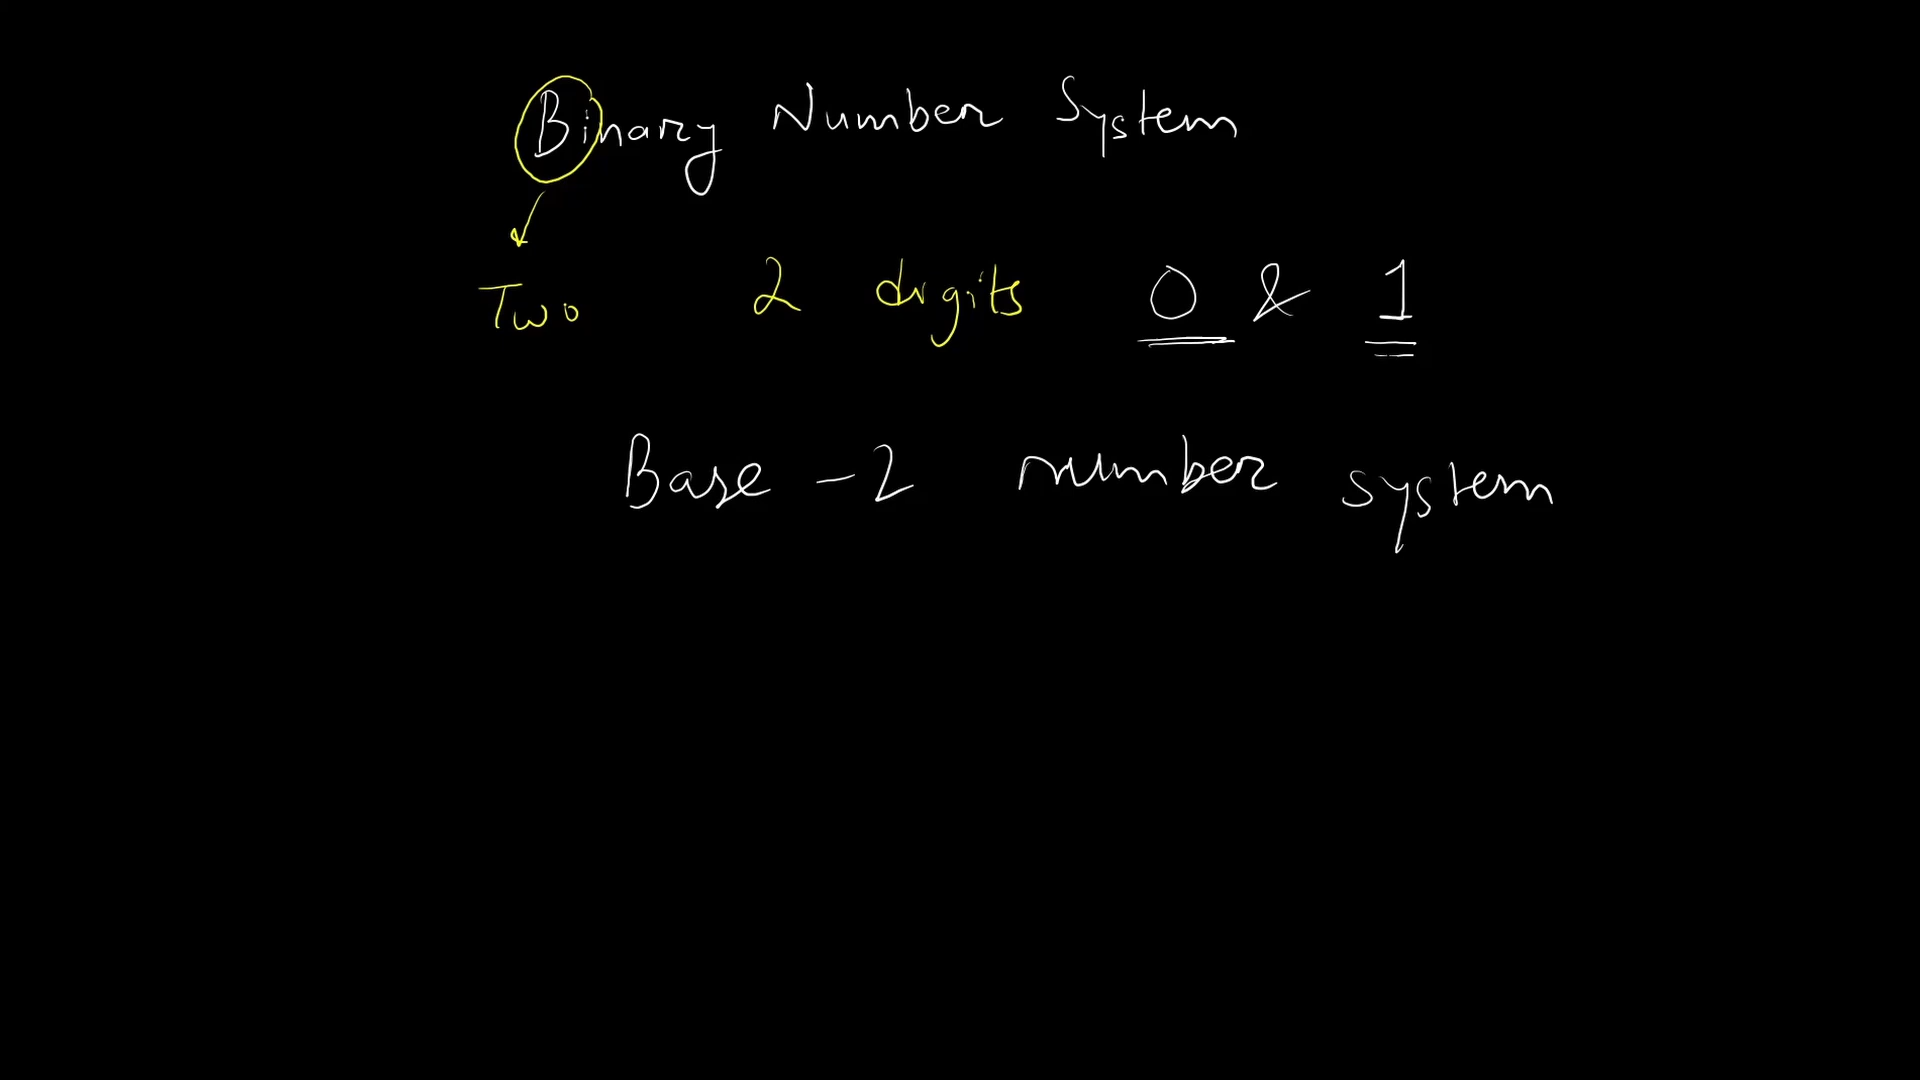 Binary Number System
Two 2 digits 0 & 1
Base-2 number system